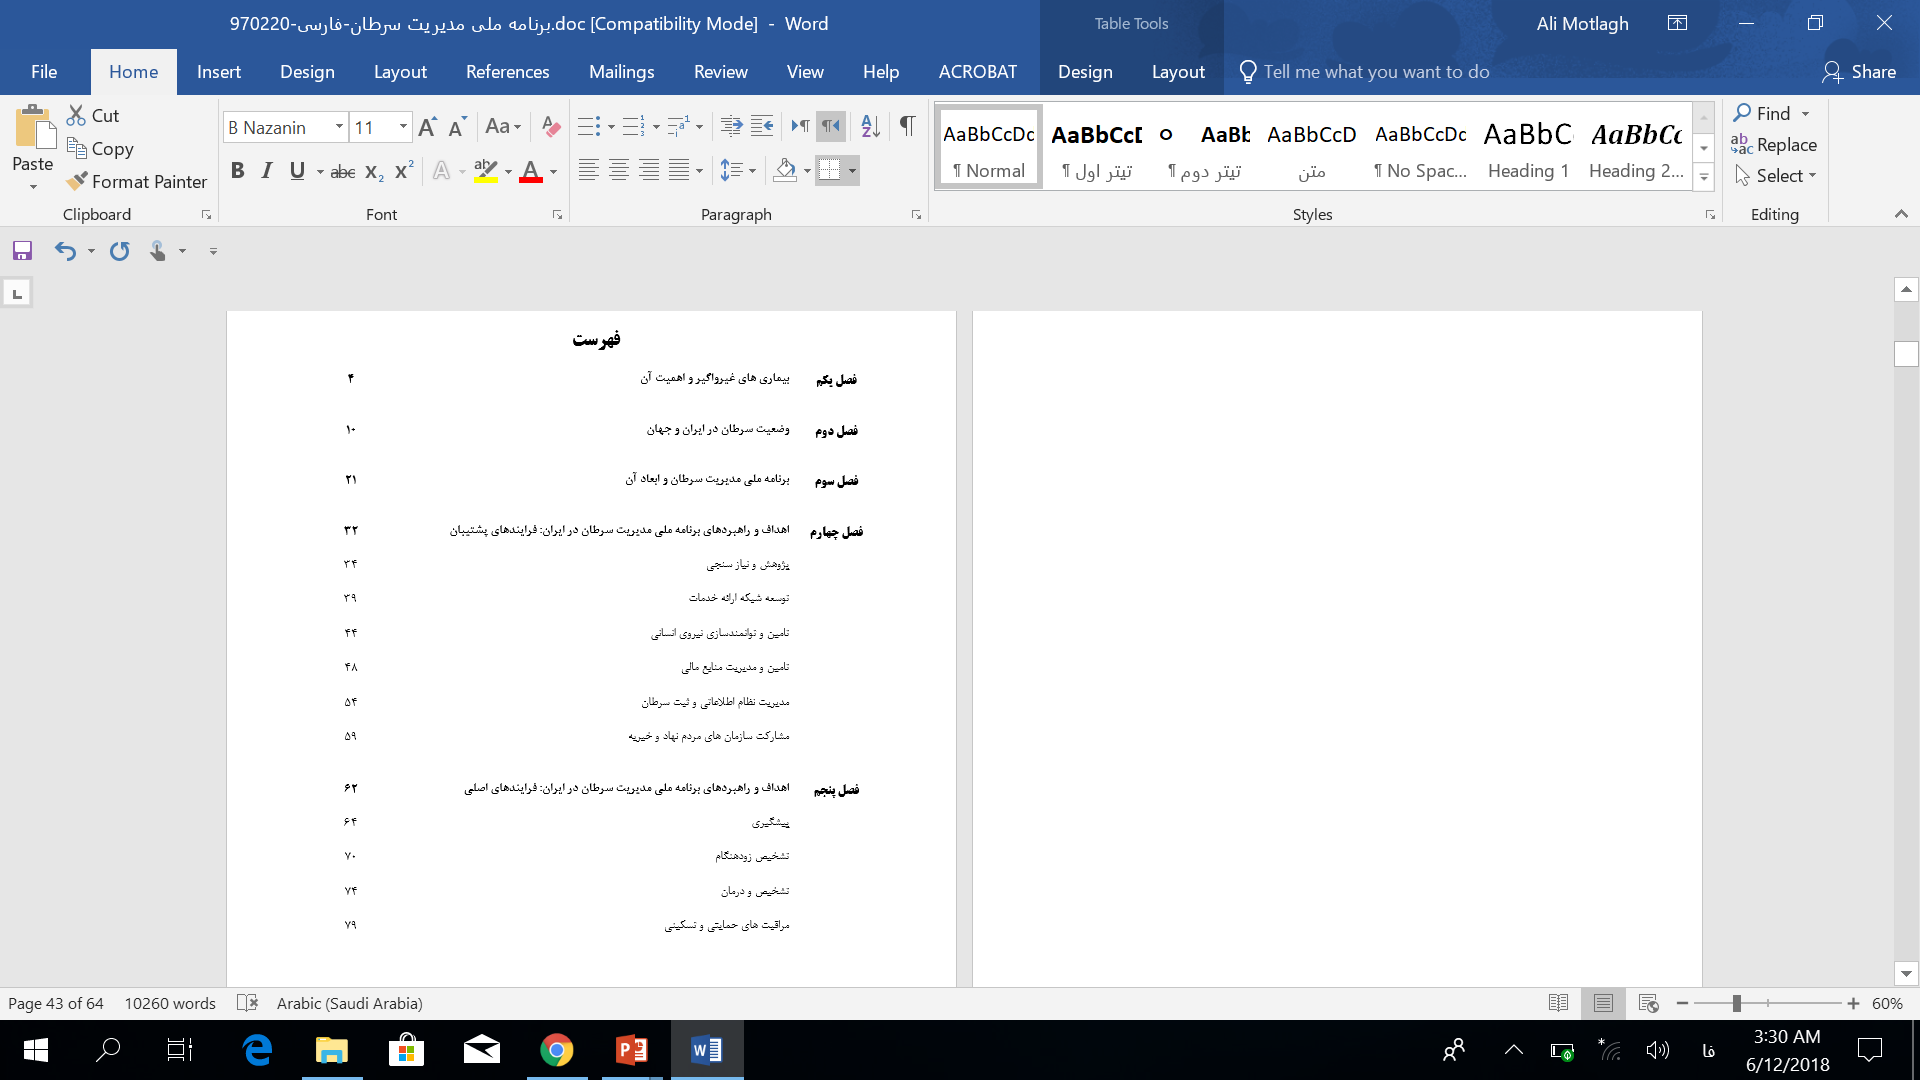 970220-برنامه ملی مدیریت سرطان-فارسی.doc [Compatibility Mode] - Word
Table Tools
Ali Motlagh
File Home Insert Design Layout References Mailings Review View Help ACROBAT Design Layout Tell me what you want to do Share
Paste
Cut
Copy
Format Painter
Clipboard
B Nazanin 11
Font
Paragraph
AaBbCcDc AaBbCcD AaBb AaBbCcD AaBbCcDc AaBbC AaBbCc
¶ Normal
¶ تیتر اول
¶ تیتر دوم
متن
¶ No Spac...
Heading 1
Heading 2...
Styles
Find
Replace
Select
Editing
فهرست
فصل یکم بیماری های غیرواگیر و اهمیت آن ۴
فصل دوم وضعیت سرطان در ایران و جهان ۱۰
فصل سوم برنامه ملی مدیریت سرطان و ابعاد آن ۲۱
فصل چهارم اهداف و راهبردهای برنامه ملی مدیریت سرطان در ایران: فرایندهای پشتیبان ۳۲
پژوهش و نیاز سنجی ۳۴
توسعه شبکه ارائه خدمات ۳۹
تامین و توانمندسازی نیروی انسانی ۴۴
تامین و مدیریت منابع مالی ۴۸
مدیریت نظام اطلاعاتی و ثبت سرطان ۵۴
مشارکت سازمان های مردم نهاد و خیریه ۵۹
فصل پنجم اهداف و راهبردهای برنامه ملی مدیریت سرطان در ایران: فرایندهای اصلی ۶۲
پیشگیری ۶۴
تشخیص زودهنگام ۷۰
تشخیص و درمان ۷۴
مراقبت های حمایتی و تسکینی ۷۹
Page 43 of 64 10260 words Arabic (Saudi Arabia) 60%
فا
3:30 AM
6/12/2018